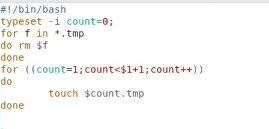 #!/bin/bash
typeset -i count=0;
for f in *.tmp
do rm $f
done
for ((count=1;count<$1+1;count++))
do
        touch $count.tmp
done